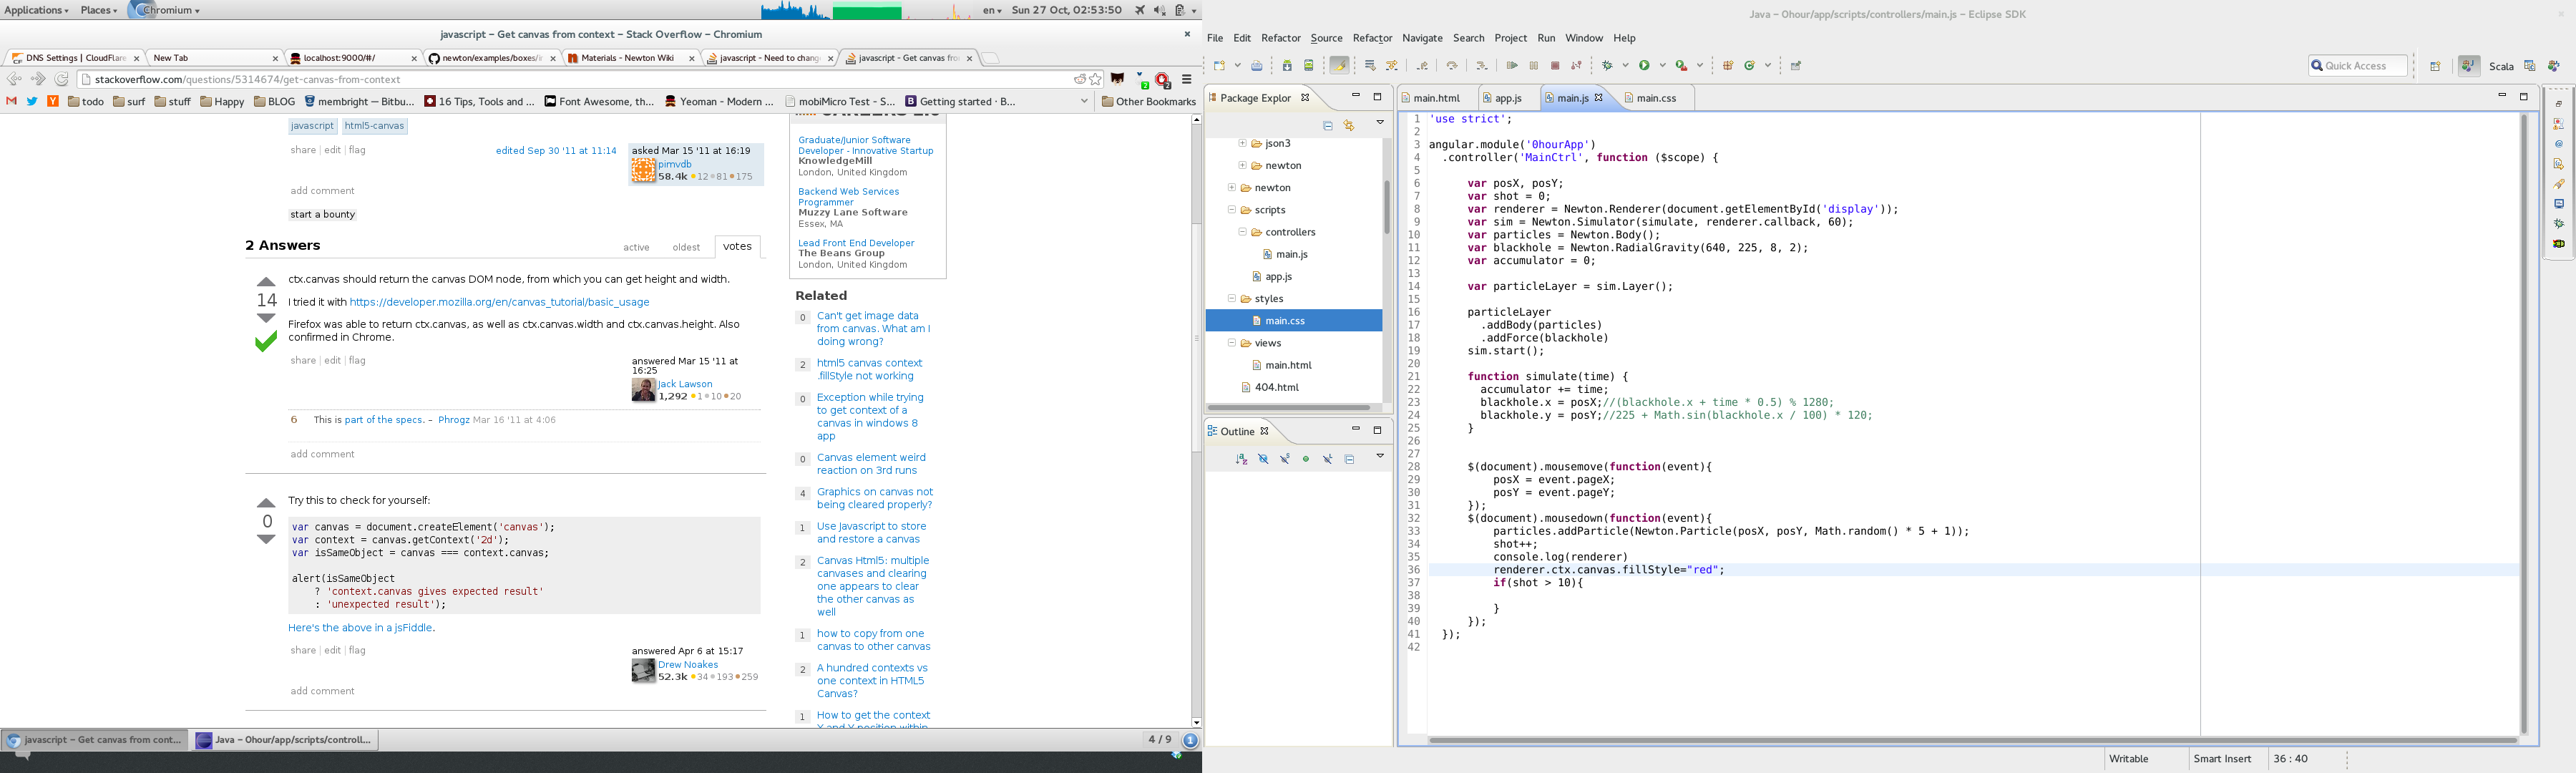 Applications
Places
Chromium
en
Sun 27 Oct, 02:53:50
javascript – Get canvas from context – Stack Overflow – Chromium
DNS Settings | CloudFlare
New Tab
localhost:9000/#/
newton/examples/boxes/ir
Materials - Newton Wiki
javascript - Need to chang
javascript - Get canvas fro
stackoverflow.com/questions/5314674/get-canvas-from-context
todo
surf
stuff
Happy
BLOG
membright — Bitbu...
16 Tips, Tools and ...
Font Awesome, th...
Yeoman - Modern ...
mobiMicro Test - S...
Getting started · B...
Other Bookmarks
javascript
html5-canvas
share | edit | flag
edited Sep 30 '11 at 11:14
asked Mar 15 '11 at 16:19
pimvdb
58.4k 12 81 175
add comment
start a bounty
2 Answers
active
oldest
votes
14
ctx.canvas should return the canvas DOM node, from which you can get height and width.
I tried it with https://developer.mozilla.org/en/canvas_tutorial/basic_usage
Firefox was able to return ctx.canvas, as well as ctx.canvas.width and ctx.canvas.height. Also
confirmed in Chrome.
share | edit | flag
answered Mar 15 '11 at
16:25
Jack Lawson
1,292 1 10 20
6 This is part of the specs. – Phrogz Mar 16 '11 at 4:06
add comment
0
Try this to check for yourself:
var canvas = document.createElement('canvas');
var context = canvas.getContext('2d');
var isSameObject = canvas === context.canvas;
alert(isSameObject
? 'context.canvas gives expected result'
: 'unexpected result');
Here's the above in a jsFiddle.
share | edit | flag
answered Apr 6 at 15:17
Drew Noakes
52.3k 34 193 259
add comment
Graduate/Junior Software
Developer - Innovative Startup
KnowledgeMill
London, United Kingdom
Backend Web Services
Programmer
Muzzy Lane Software
Essex, MA
Lead Front End Developer
The Beans Group
London, United Kingdom
Related
0 Can't get image data
from canvas. What am I
doing wrong?
2 html5 canvas context
.fillStyle not working
0 Exception while trying
to get context of a
canvas in windows 8
app
0 Canvas element weird
reaction on 3rd runs
4 Graphics on canvas not
being cleared properly?
1 Use Javascript to store
and restore a canvas
2 Canvas Html5: multiple
canvases and clearing
one appears to clear
the other canvas as
well
1 how to copy from one
canvas to other canvas
2 A hundred contexts vs
one context in HTML5
Canvas?
1 How to get the context
javascript – Get canvas from cont...
Java – 0hour/app/scripts/controll...
4 / 9
1
Java – 0hour/app/scripts/controllers/main.js – Eclipse SDK
File Edit Refactor Source Refactor Navigate Search Project Run Window Help
Quick Access
Scala
Package Explor
json3
newton
newton
scripts
controllers
main.js
app.js
styles
main.css
views
main.html
404.html
Outline
main.html
app.js
main.js
main.css
1 'use strict';
2
3 angular.module('0hourApp')
4 .controller('MainCtrl', function ($scope) {
5
6 var posX, posY;
7 var shot = 0;
8 var renderer = Newton.Renderer(document.getElementById('display'));
9 var sim = Newton.Simulator(simulate, renderer.callback, 60);
10 var particles = Newton.Body();
11 var blackhole = Newton.RadialGravity(640, 225, 8, 2);
12 var accumulator = 0;
13
14 var particleLayer = sim.Layer();
15
16 particleLayer
17 .addBody(particles)
18 .addForce(blackhole)
19 sim.start();
20
21 function simulate(time) {
22 accumulator += time;
23 blackhole.x = posX;//(blackhole.x + time * 0.5) % 1280;
24 blackhole.y = posY;//225 + Math.sin(blackhole.x / 100) * 120;
25 }
26
27
28 $(document).mousemove(function(event){
29 posX = event.pageX;
30 posY = event.pageY;
31 });
32 $(document).mousedown(function(event){
33 particles.addParticle(Newton.Particle(posX, posY, Math.random() * 5 + 1));
34 shot++;
35 console.log(renderer)
36 renderer.ctx.canvas.fillStyle="red";
37 if(shot > 10){
38
39 }
40 });
41 });
42
Writable
Smart Insert
36 : 40